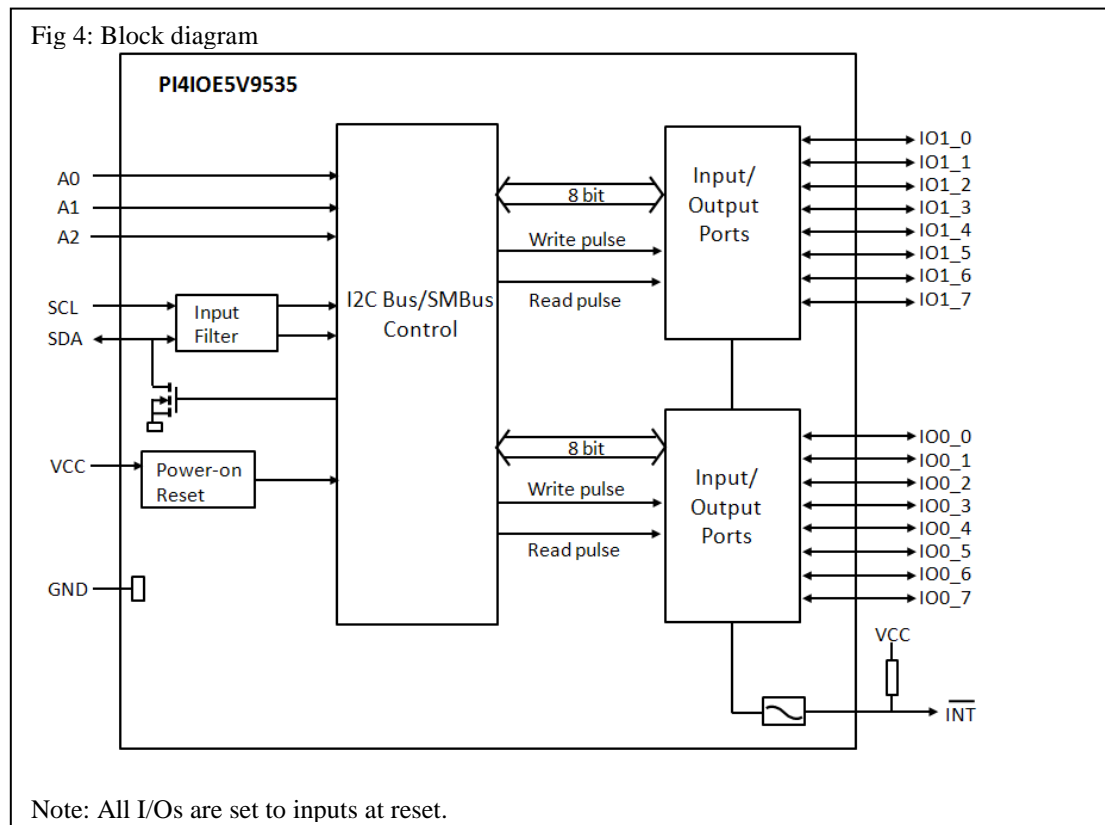 Fig 4: Block diagram
PI4IOE5V9535
A0
A1
A2
SCL
SDA
Input
Filter
VCC
Power-on
Reset
GND
I2C Bus/SMBus
Control
8 bit
Write pulse
Read pulse
Input/
Output
Ports
IO1_0
IO1_1
IO1_2
IO1_3
IO1_4
IO1_5
IO1_6
IO1_7
8 bit
Write pulse
Read pulse
Input/
Output
Ports
IO0_0
IO0_1
IO0_2
IO0_3
IO0_4
IO0_5
IO0_6
IO0_7
VCC
INT
Note: All I/Os are set to inputs at reset.